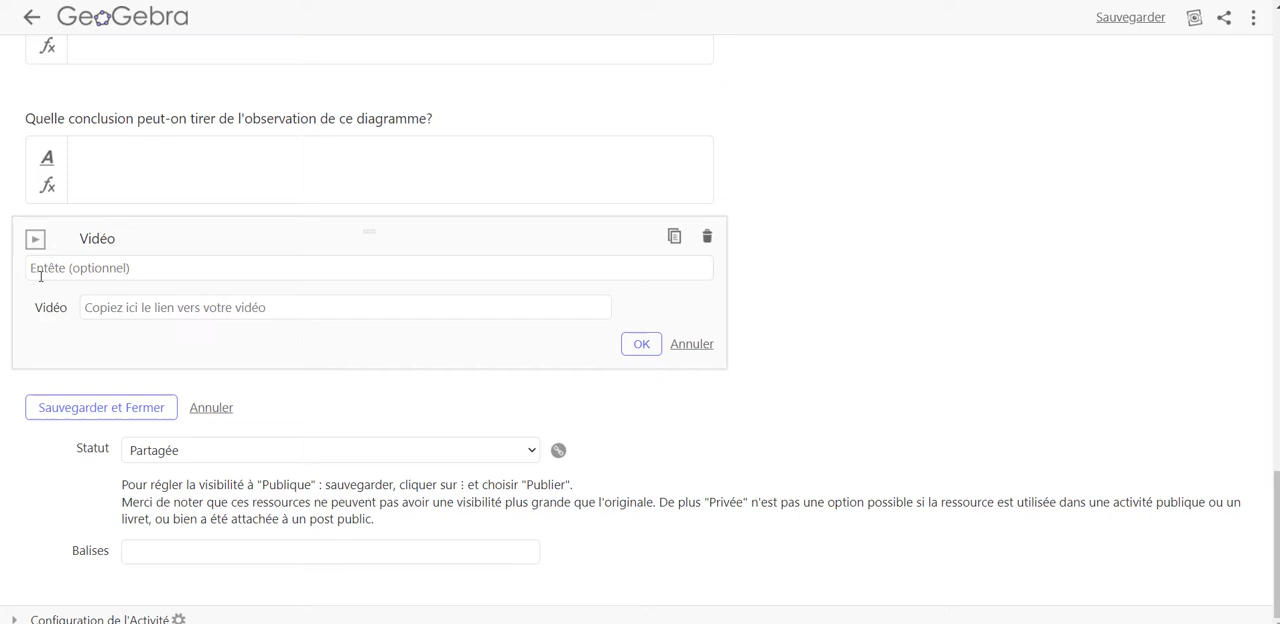 GeoGebra
Sauvegarder
fx
Quelle conclusion peut-on tirer de l'observation de ce diagramme?
A
fx
Vidéo
Entête (optionnel)
Vidéo
Copiez ici le lien vers votre vidéo
OK
Annuler
Sauvegarder et Fermer
Annuler
Statut
Partagée
Pour régler la visibilité à "Publique" : sauvegarder, cliquer sur ⋮ et choisir "Publier".
Merci de noter que ces ressources ne peuvent pas avoir une visibilité plus grande que l'originale. De plus "Privée" n'est pas une option possible si la ressource est utilisée dans une activité publique ou un
livret, ou bien a été attachée à un post public.
Balises
Configuration de l'Activité